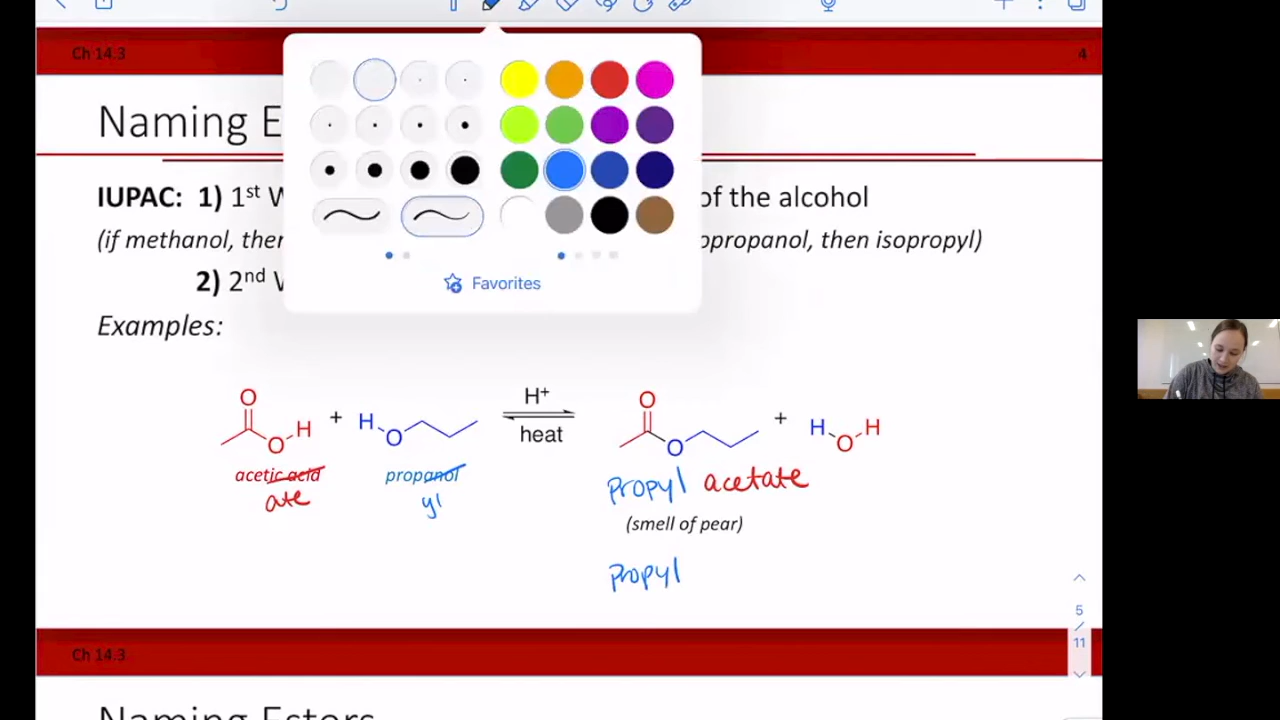 Ch 14.3
4
Naming E
IUPAC: 1) 1st W of the alcohol
(if methanol, then opropanol, then isopropyl)
2) 2nd W
Favorites
Examples:
O
O H + H O H+ heat O O + H O H
acetic acid propanol propyl acetate
ate yl
(smell of pear)
propyl
5
/
11
Ch 14.3
Naming Esters